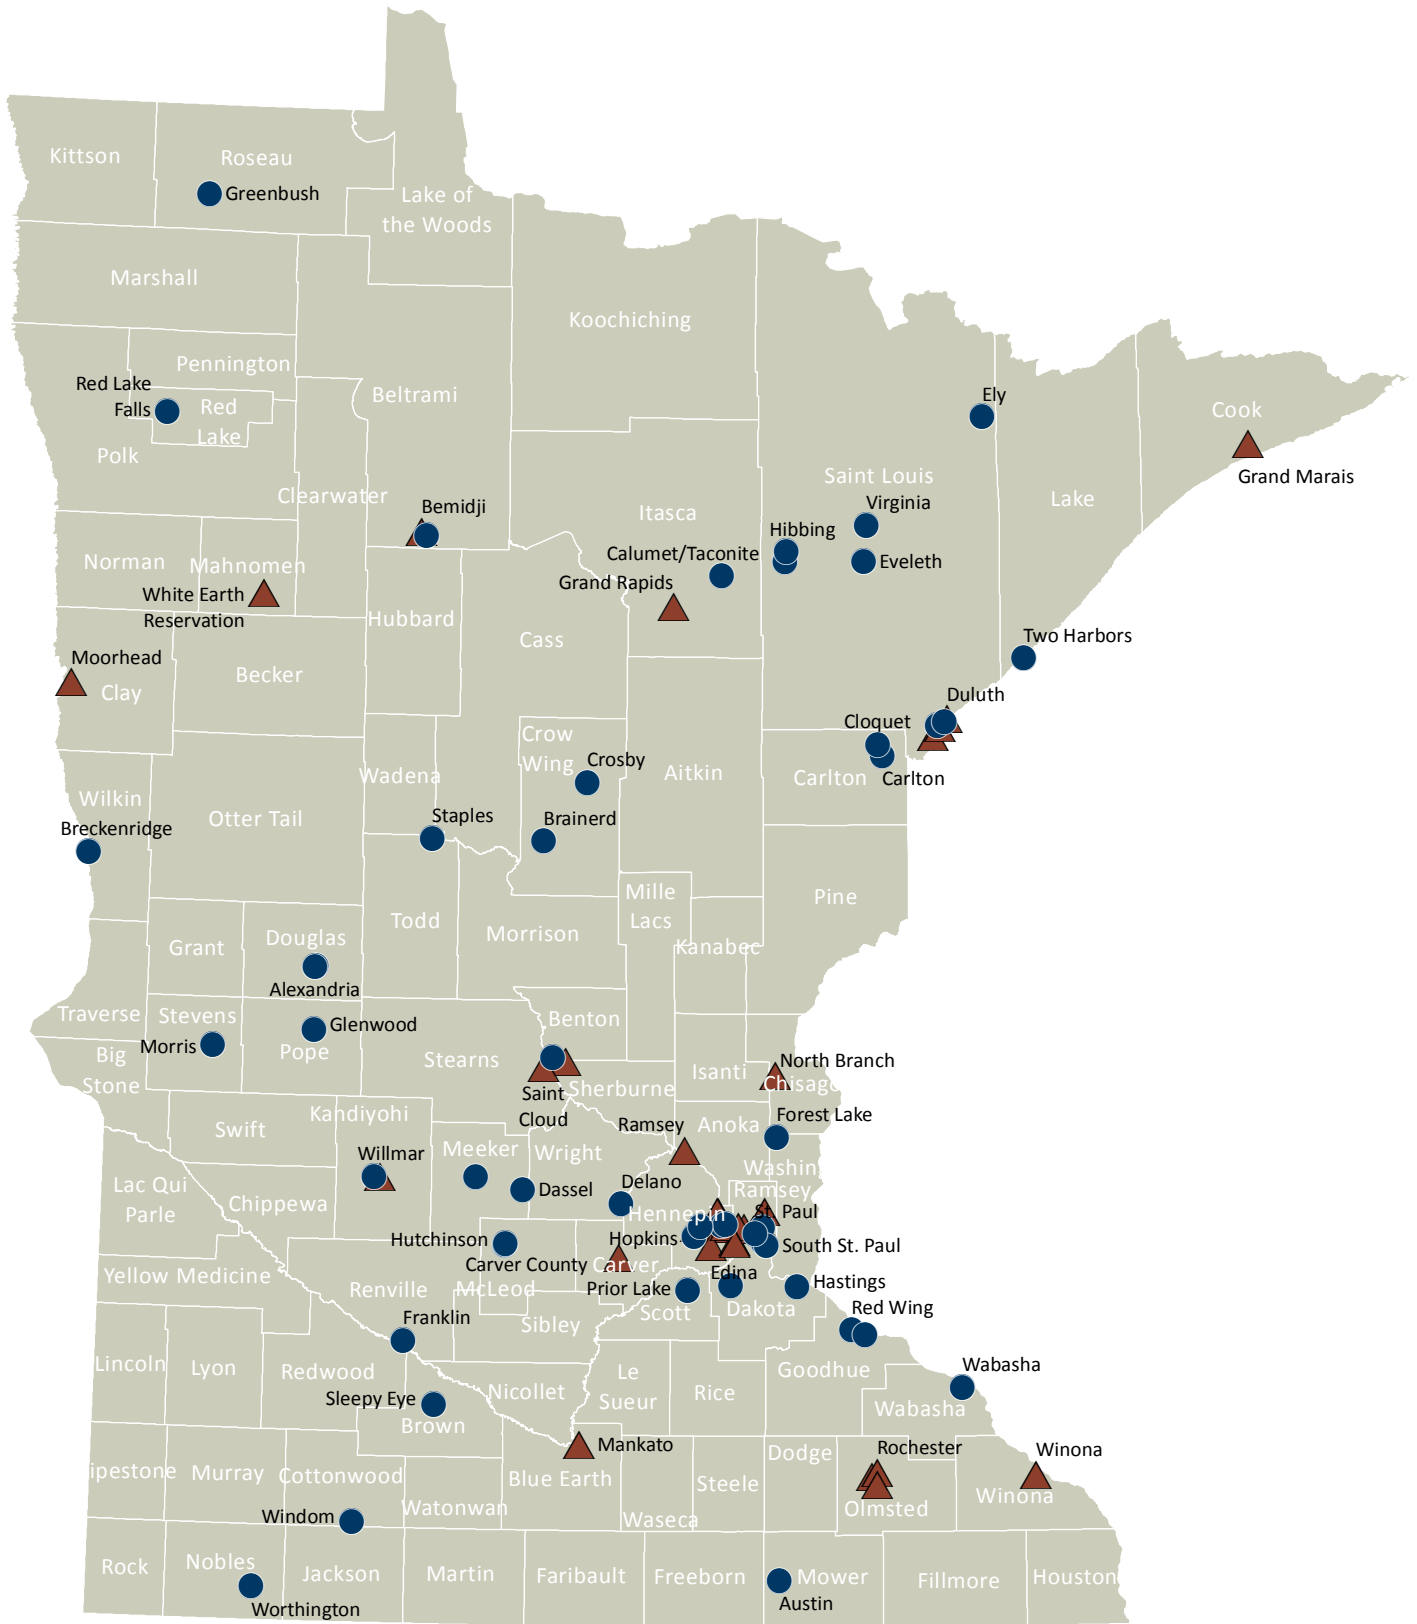 Kittson
Roseau
Greenbush
Lake of
the Woods
Marshall
Koochiching
Pennington
Red Lake
Falls
Red
Lake
Beltrami
Ely
Cook
Polk
Grand Marais
Saint Louis
Clearwater
Lake
Bemidji
Virginia
Itasca
Hibbing
Calumet/Taconite
Eveleth
Norman
Mahnomen
Grand Rapids
White Earth
Reservation
Hubbard
Cass
Two Harbors
Moorhead
Clay
Becker
Duluth
Cloquet
Crow
Wing
Crosby
Aitkin
Carlton
Carlton
Wadena
Wilkin
Otter Tail
Breckenridge
Staples
Brainerd
Mille
Lacs
Pine
Todd
Morrison
Kanabec
Grant
Douglas
Alexandria
Traverse
Stevens
Glenwood
Benton
Morris
Pope
Stearns
Big
Stone
Isanti
North Branch
Chisago
Sherburne
Saint
Cloud
Kandiyohi
Swift
Ramsey
Anoka
Forest Lake
Willmar
Meeker
Wright
Washin
Lac Qui
Parle
Chippewa
Dassel
Delano
Ramsey
Hennepin
St. Paul
Hutchinson
Hopkins
South St. Paul
Carver County
Carver
Yellow Medicine
Renville
McLeod
Prior Lake
Edina
Hastings
Scott
Dakota
Red Wing
Franklin
Sibley
Lincoln
Lyon
Redwood
Goodhue
Wabasha
Le
Sueur
Rice
Nicollet
Sleepy Eye
Brown
Wabasha
Mankato
Dodge
Rochester
Winona
ipestone
Murray
Cottonwood
Blue Earth
Steele
Winona
Watonwan
Olmsted
Windom
Waseca
Rock
Nobles
Jackson
Martin
Faribault
Freeborn
Mower
Fillmore
Houston
Worthington
Austin